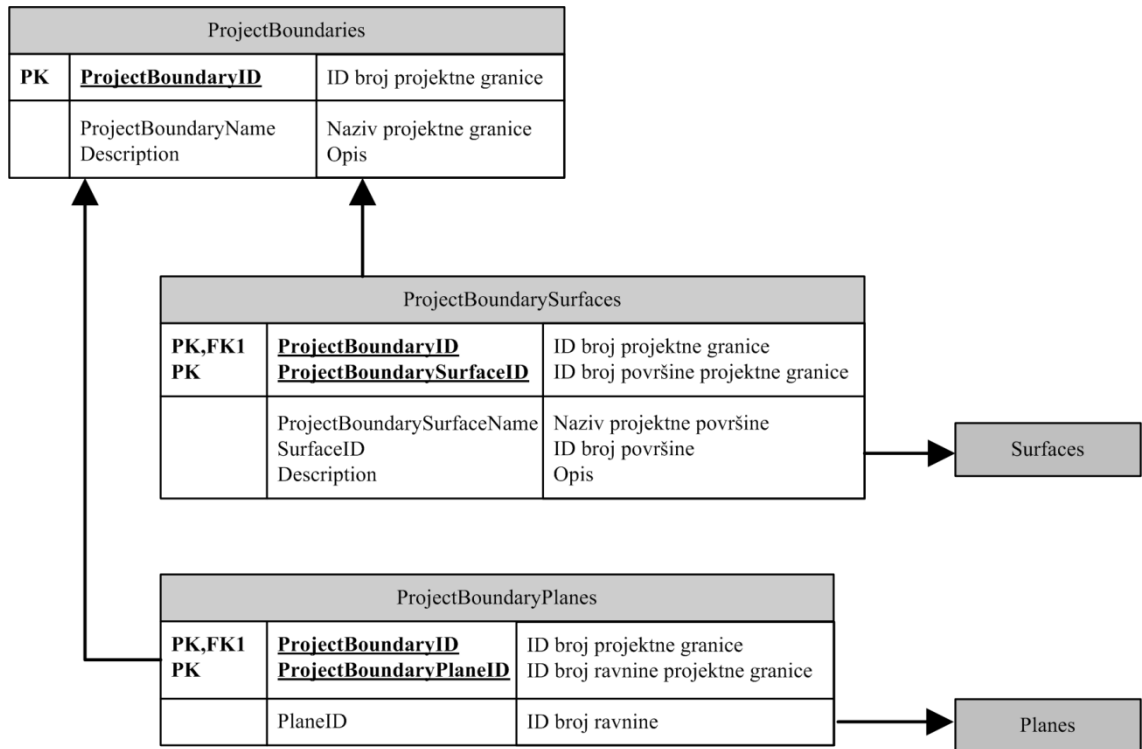 ProjectBoundaries
PK ProjectBoundaryID ID broj projektne granice
ProjectBoundaryName Naziv projektne granice
Description Opis
ProjectBoundarySurfaces
PK,FK1 ProjectBoundaryID ID broj projektne granice
PK ProjectBoundarySurfaceID ID broj površine projektne granice
ProjectBoundarySurfaceName Naziv projektne površine
SurfaceID ID broj površine
Description Opis
Surfaces
ProjectBoundaryPlanes
PK,FK1 ProjectBoundaryID ID broj projektne granice
PK ProjectBoundaryPlaneID ID broj ravnine projektne granice
PlaneID ID broj ravnine
Planes